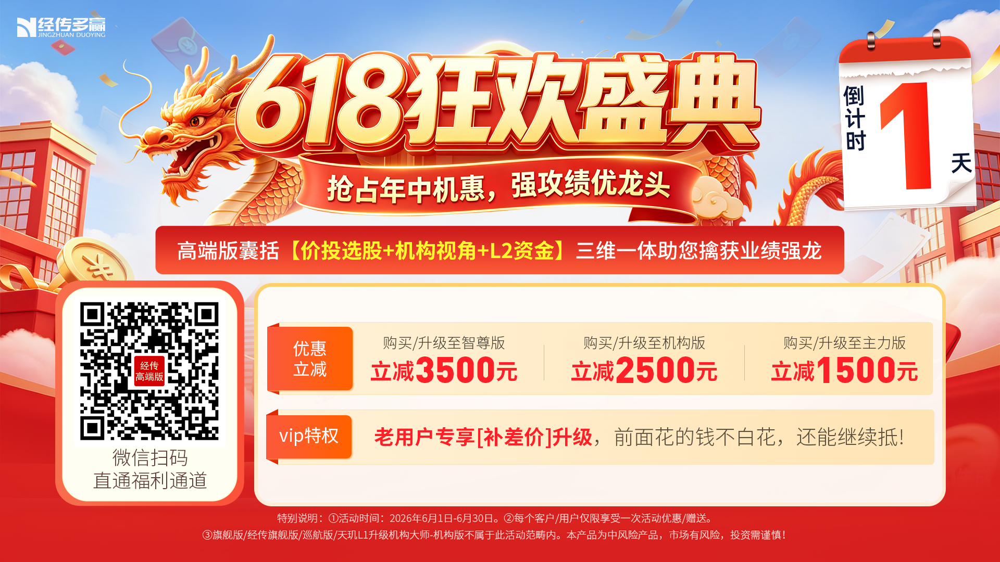 经传多赢
JINGZHUAN DUOYING
618狂欢盛典
抢占年中机惠，强攻绩优龙头
倒计时
1
天
高端版囊括【价投选股+机构视角+L2资金】三维一体助您擒获业绩强龙
经传
高端版
微信扫码
直通福利通道
优惠
立减
购买/升级至智尊版
立减3500元
购买/升级至机构版
立减2500元
购买/升级至主力版
立减1500元
vip特权
老用户专享[补差价]升级，前面花的钱不白花，还能继续抵!
特别说明：①活动时间：2026年6月1日-6月30日。②每个客户/用户仅限享受一次活动优惠/赠送。
③旗舰版/经传旗舰版/巡航版/天玑L1升级机构大师-机构版不属于此活动范畴内。本产品为中风险产品，市场有风险，投资需谨慎！